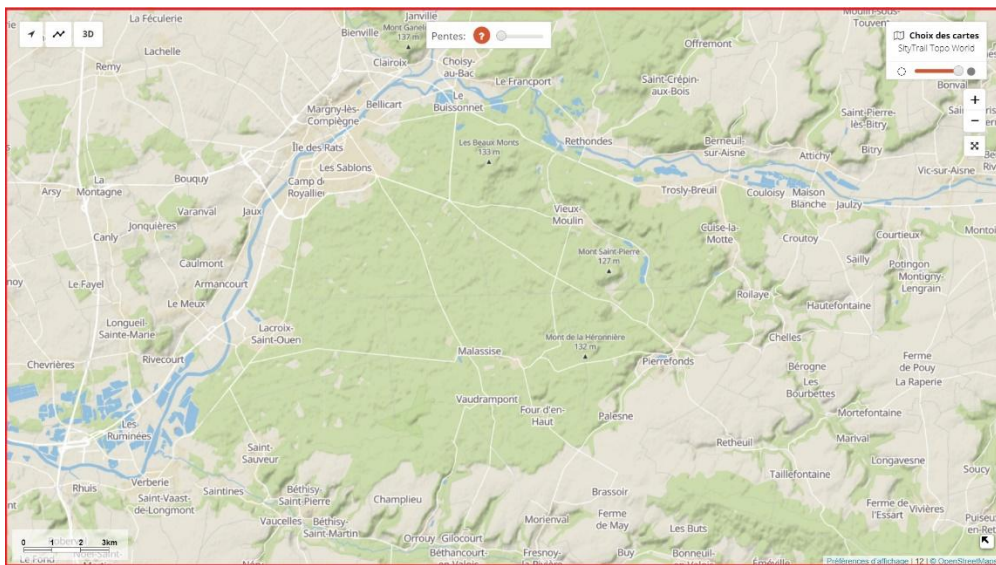 La Féculerie
Janville
Bienville
Mont Ganelon
137 m
Clairoix
Choisy-
au-Bac
Le Francport
Offremont
Saint-Crépin-
aux-Bois
3D
Pentes: ?
Choix des cartes
SityTrail Topo World
Bonval
+
−
Lachelle
Remy
Margny-lès-
Compiègne
Bellicart
Le
Buissonnet
Île des Rats
Les Beaux Monts
133 m
Rethondes
Berneuil-
sur-Aisne
Saint-Pierre-
lès-Bitry
Bitry
Attichy
Vic-sur-Aisne
Les Sablons
Camp de
Royallieu
La
Montagne
Arsy
Bouquy
Jaux
Trosly-Breuil
Couloisy
Maison
Blanche
Jaulzy
Varanval
Jonquières
Canly
Vieux-
Moulin
Cuise-la-
Motte
Croutoy
Courtieux
Sailly
Potingon
Montigny-
Lengrain
Mont Saint-Pierre
127 m
Caulmont
Armancourt
Le Fayel
Le Meux
Roilaye
Hautefontaine
Longueil-
Sainte-Marie
Lacroix-
Saint-Ouen
Rivecourt
Chevrières
Malassise
Mont de la Héronnière
132 m
Pierrefonds
Chelles
Bérogne
Les
Bourbettes
Ferme
de Pouy
La Raperie
Vaudrampont
Four-d'en-
Haut
Palesne
Mortefontaine
Les-
Ruminées
Saint-
Sauveur
Retheuil
Marival
Longavesne
Taillefontaine
Soucy
Rhuis
Verberie
Saint-Vaast-
de-Longmont
Saintines
Béthisy-
Saint-Pierre
Champlieu
Brassoir
Morienval
Ferme
de May
Ferme de
l'Essart
Vivières
Vaucelles
Béthisy-
Saint-Martin
Orrouy
Gilocourt
Béthancourt-
en-Valois
Fresnoy-
la-Rivière
Buy
Les Buts
Bonneuil-
en-Valois
Éméville
0 1 2 3km
Préférences d'affichage | 12 | © OpenStreetMaps